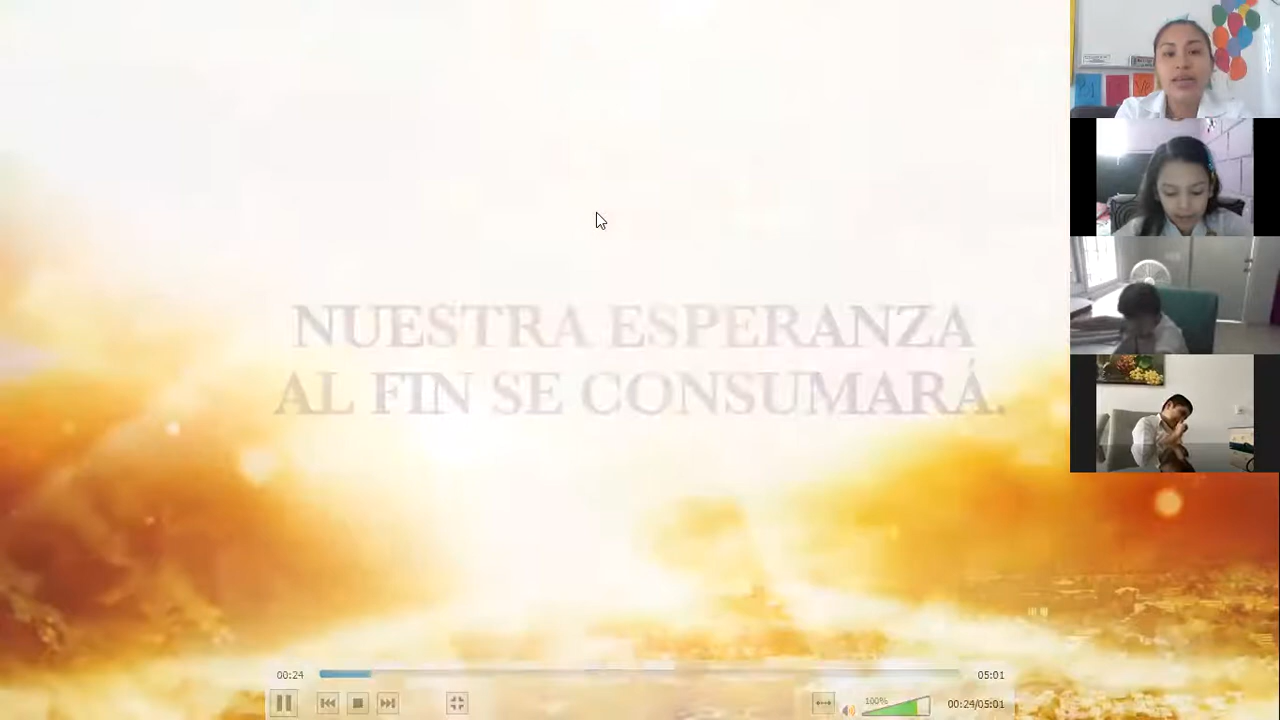 NUESTRA ESPERANZA
AL FIN SE CONSUMARÁ.
00:24
05:01
100%
00:24/05:01